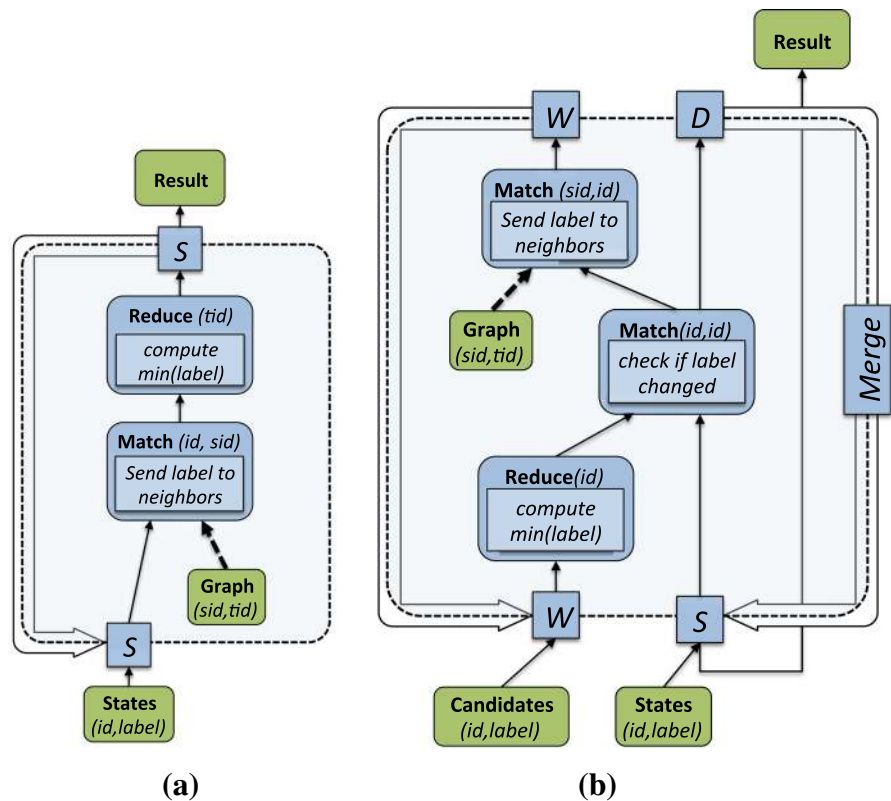 Result
S
Reduce (tid)
compute
min(label)
Match (id, sid)
Send label to
neighbors
Graph
(sid,tid)
S
States
(id,label)
(a)
Result
W
D
Match (sid,id)
Send label to
neighbors
Graph
(sid,tid)
Match(id,id)
check if label
changed
Merge
Reduce(id)
compute
min(label)
W
S
Candidates
(id,label)
States
(id,label)
(b)